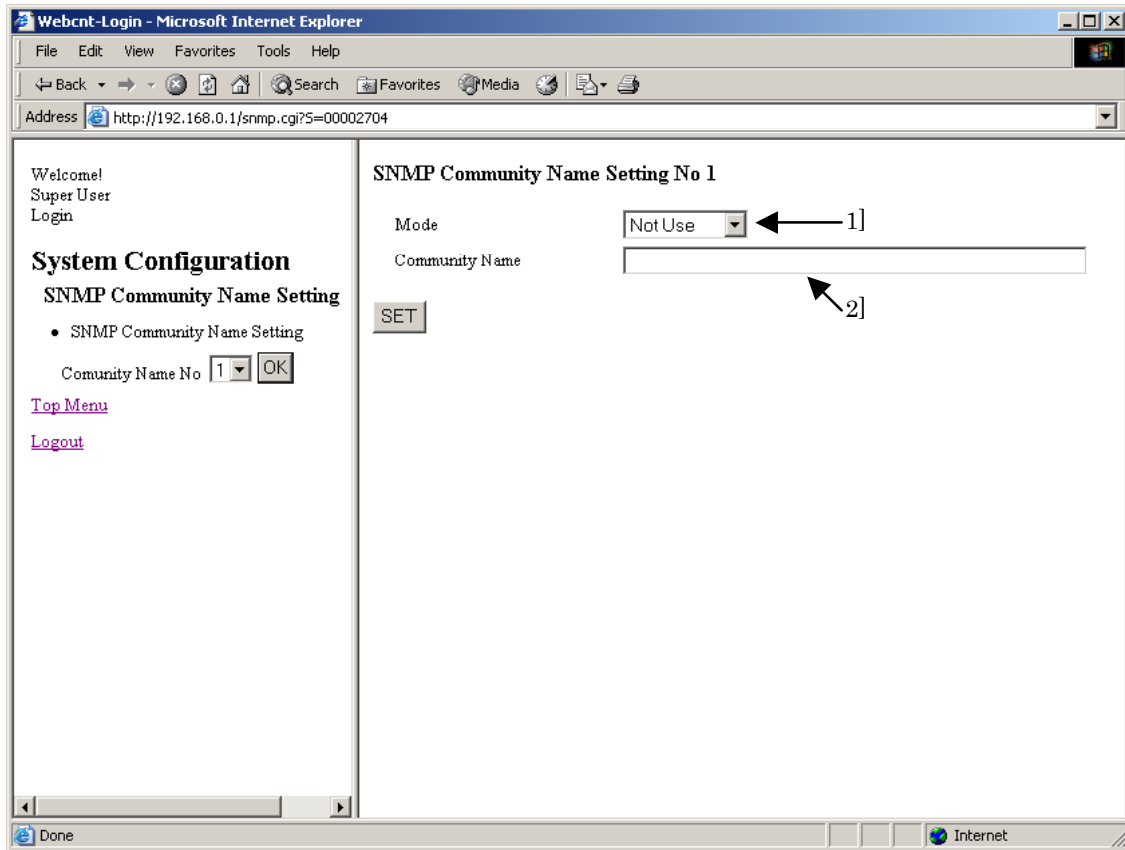 Webcnt-Login - Microsoft Internet Explorer
File Edit View Favorites Tools Help
Back Search Favorites Media
Address http://192.168.0.1/snmp.cgi?S=00002704
Welcome!
Super User
Login
System Configuration
SNMP Community Name Setting
• SNMP Community Name Setting
Comunity Name No 1 OK
Top Menu
Logout
SNMP Community Name Setting No 1
Mode Not Use 1]
Community Name
2]
SET
Done Internet